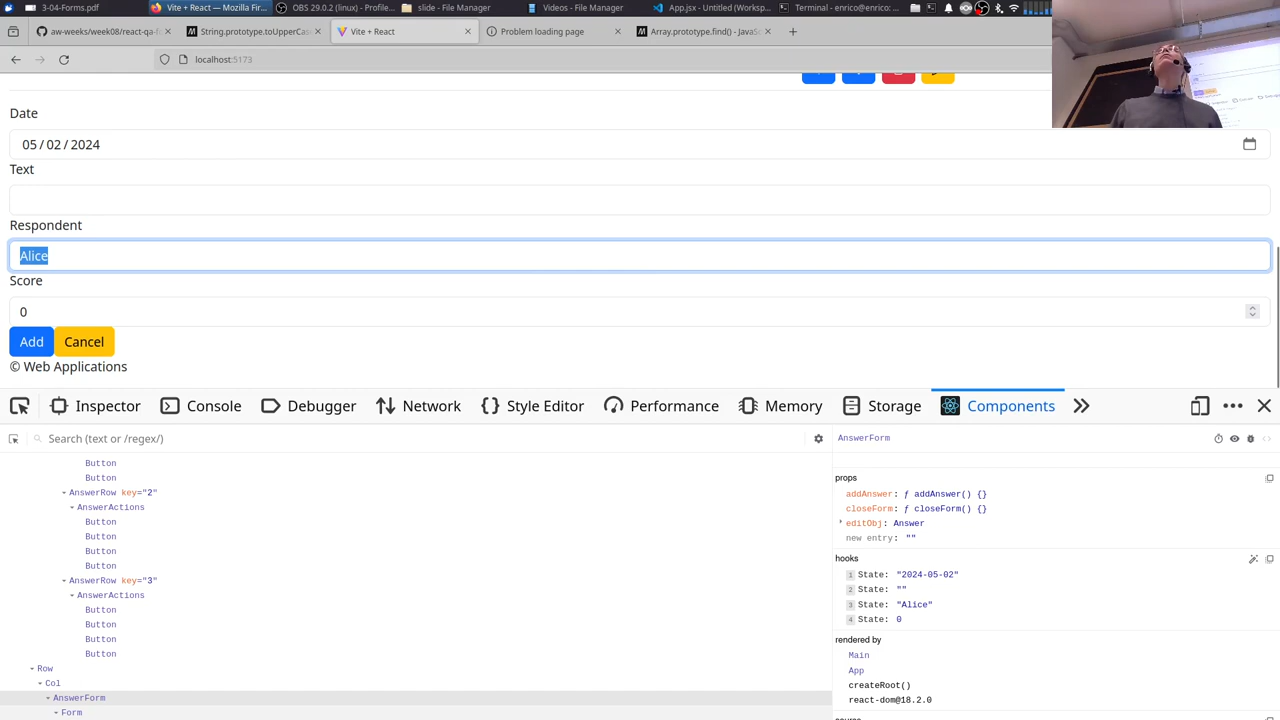 3-04-Forms.pdf
Vite + React — Mozilla Fir...
OBS 29.0.2 (linux) - Profile...
slide - File Manager
Videos - File Manager
App.jsx - Untitled (Worksp...
Terminal - enrico@enrico: ...
aw-weeks/week08/react-qa-f
String.prototype.toUpperCas
Vite + React
Problem loading page
Array.prototype.find() - JavaSc
localhost:5173
Date
05 / 02 / 2024
Text
Respondent
Alice
Score
0
Add
Cancel
© Web Applications
Inspector
Console
Debugger
Network
Style Editor
Performance
Memory
Storage
Components
Search (text or /regex/)
AnswerForm
Button
Button
AnswerRow key="2"
AnswerActions
Button
Button
Button
Button
AnswerRow key="3"
AnswerActions
Button
Button
Button
Button
Row
Col
AnswerForm
Form
props
addAnswer: ƒ addAnswer() {}
closeForm: ƒ closeForm() {}
editObj: Answer
new entry: ""
hooks
1 State: "2024-05-02"
2 State: ""
3 State: "Alice"
4 State: 0
rendered by
Main
App
createRoot()
react-dom@18.2.0